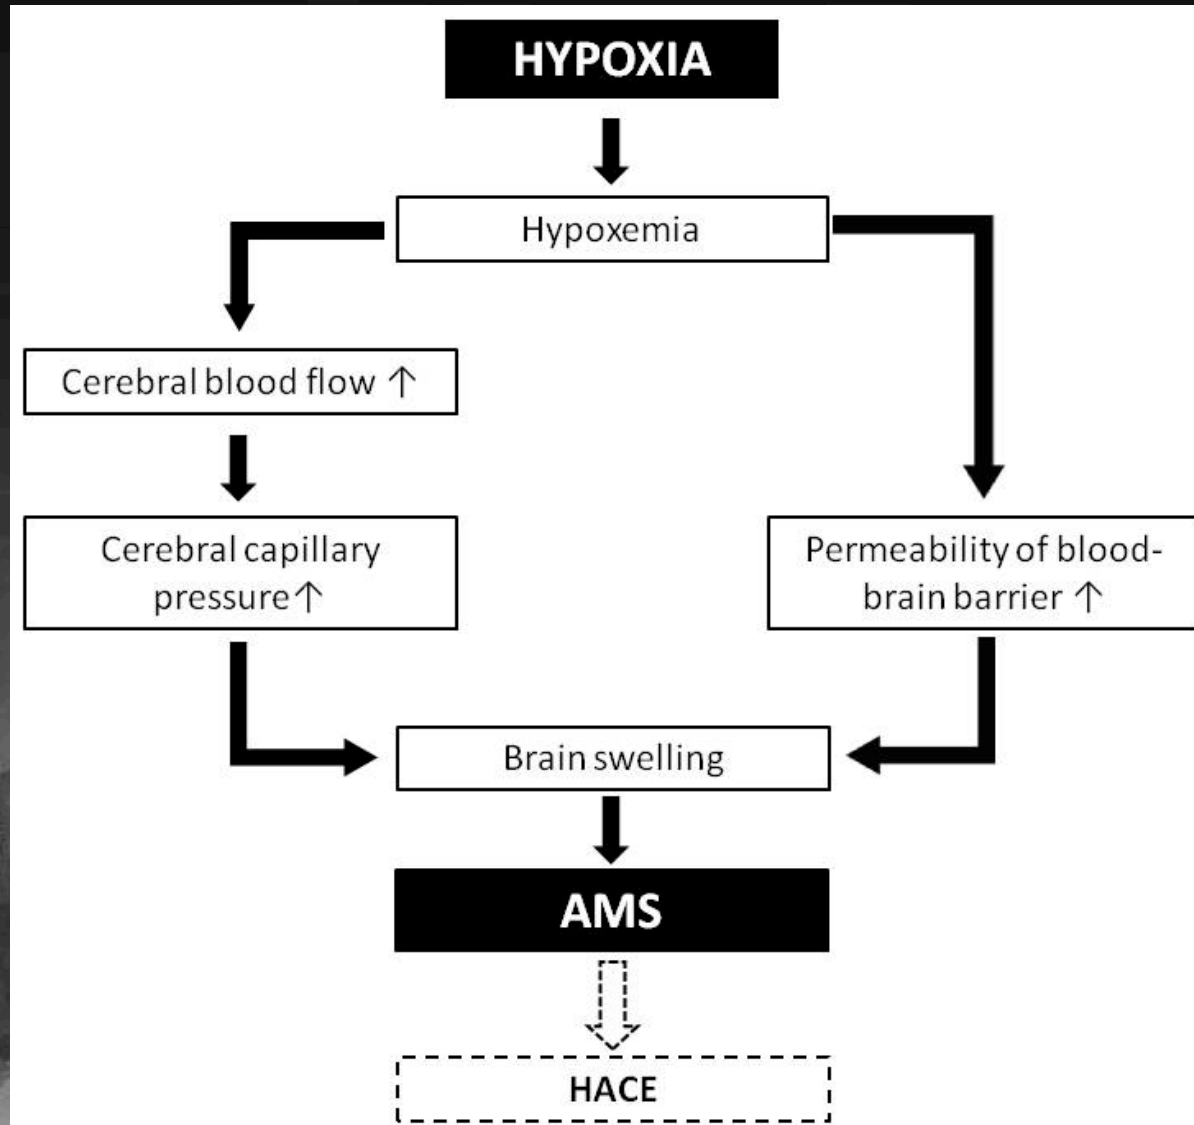 HYPOXIA
Hypoxemia
Cerebral blood flow ↑
Cerebral capillary
pressure↑
Permeability of blood-
brain barrier ↑
Brain swelling
AMS
HACE